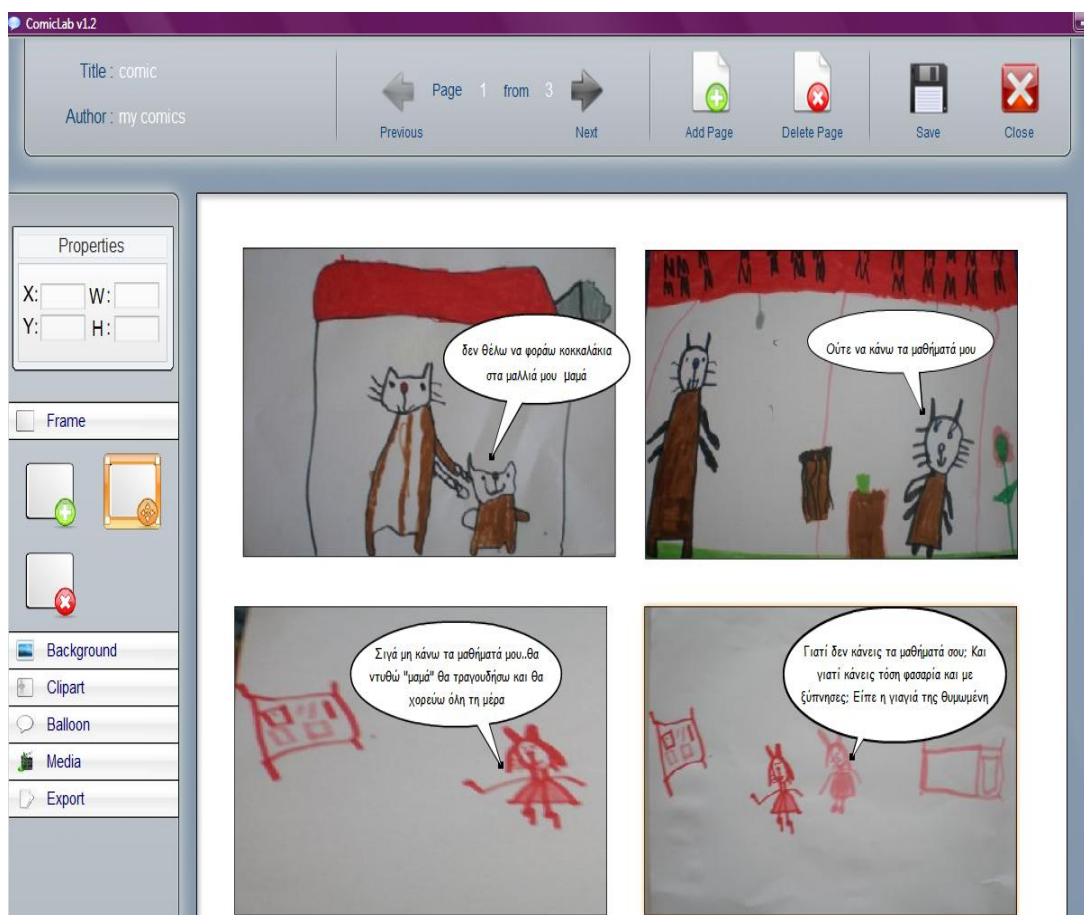 ComicLab v1.2
Title : comic
Author : my comics
Previous
Page 1 from 3
Next
Add Page
Delete Page
Save
Close
Properties
X: W:
Y: H:
Frame
Background
Clipart
Balloon
Media
Export
δεν θέλω να φοράω κοκκαλάκια
στα μαλλιά μου μαμά
Ούτε να κάνω τα μαθήματά μου
Σιγά μη κάνω τα μαθήματά μου..θα
ντυθώ "μαμά" θα τραγουδήσω και θα
χορεύω όλη τη μέρα
Γιατί δεν κάνεις τα μαθήματά σου; Και
γιατί κάνεις τόση φασαρία και με
ξύπνησες; Είπε η γιαγιά της θυμωμένη